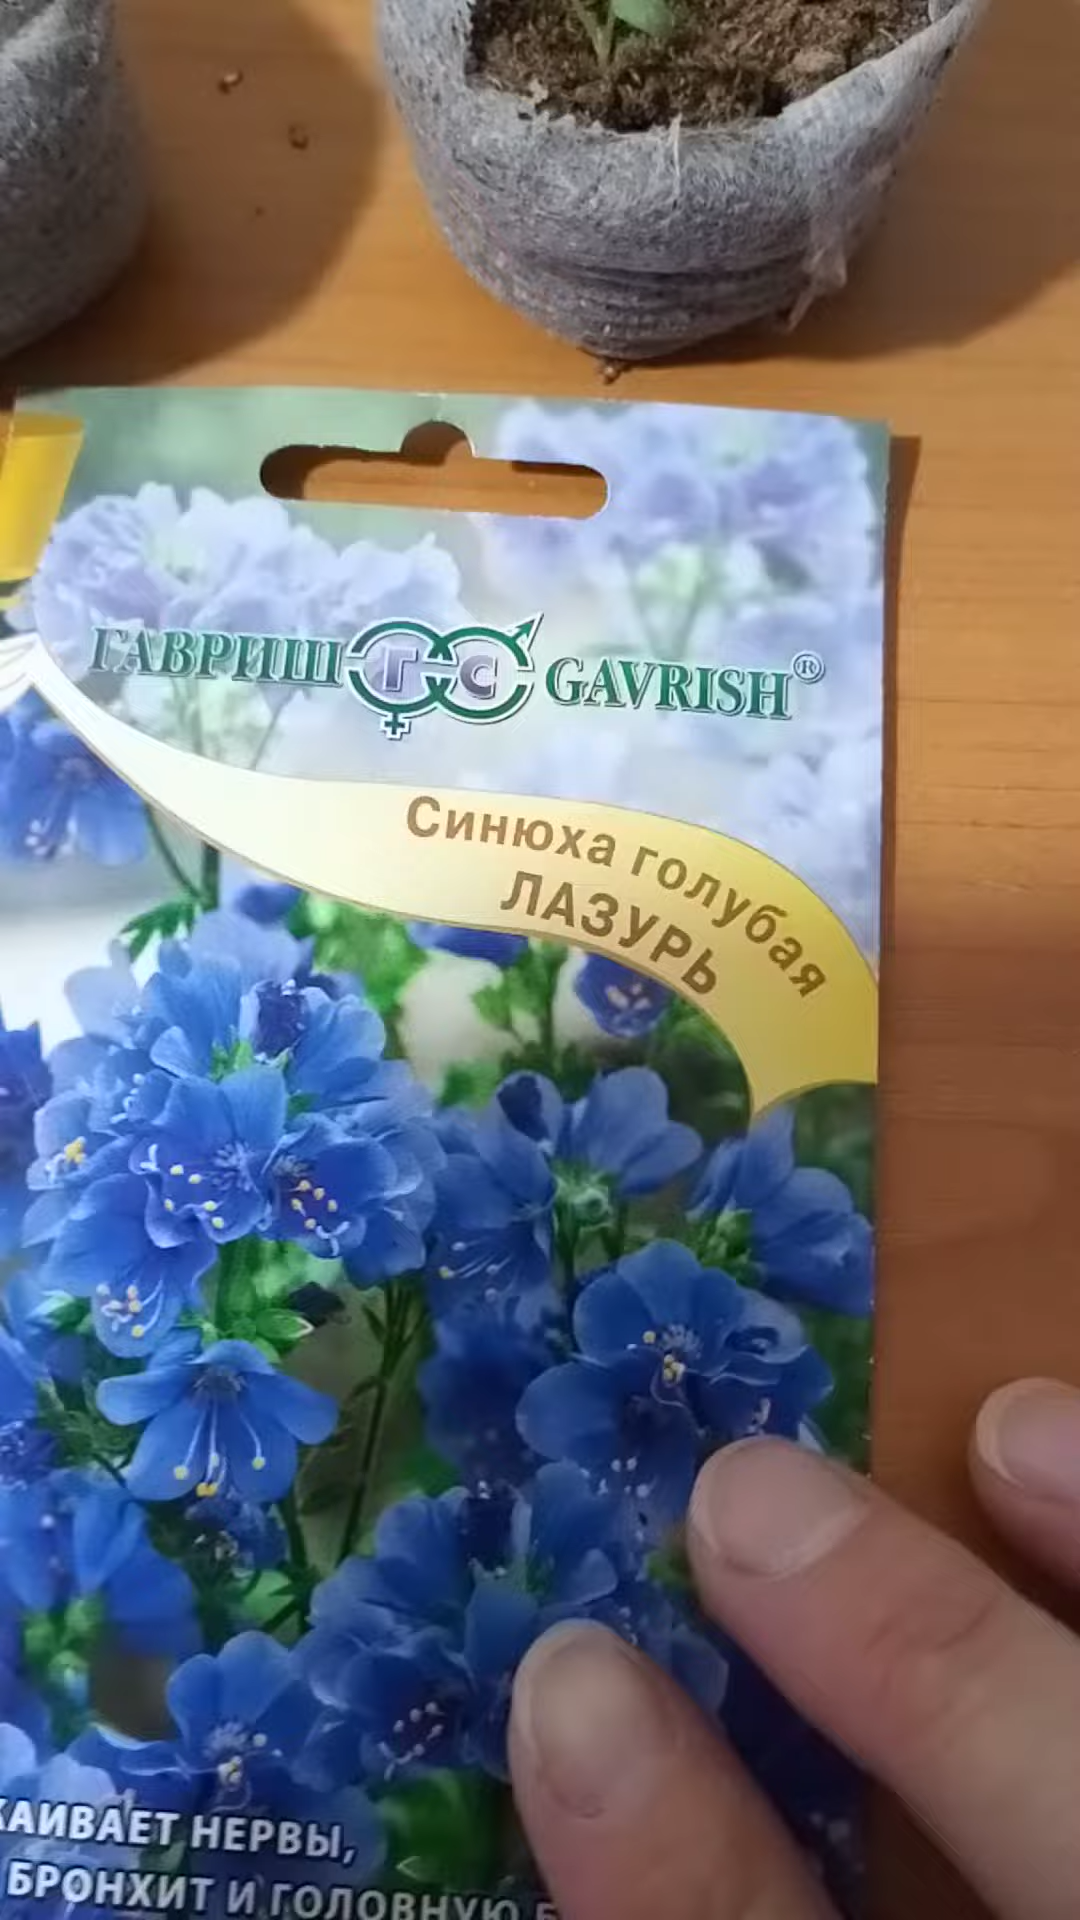 ГАВРИШ ГС GAVRISH®
Синюха голубая
ЛАЗУРЬ
НЕРВЫ,
БРОНХИТ И ГОЛОВНУЮ